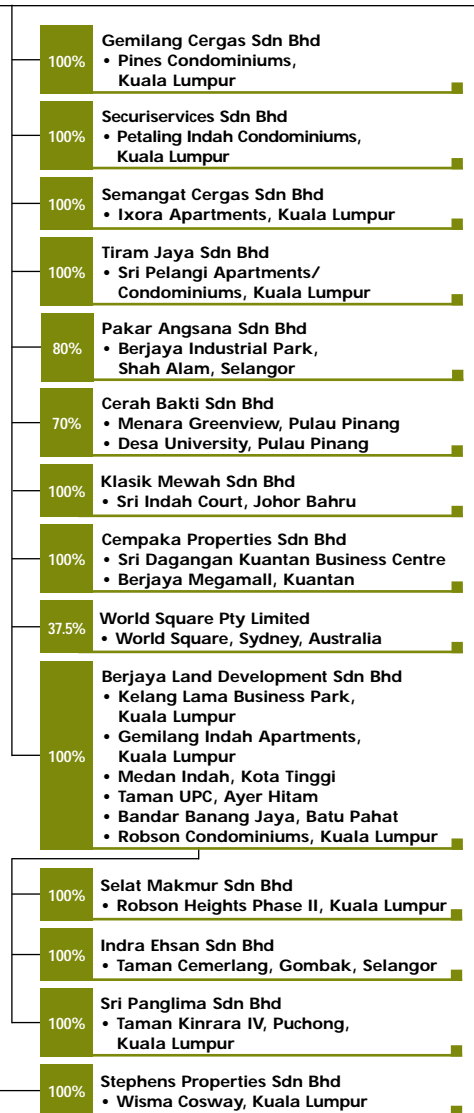 100%
Gemilang Cergas Sdn Bhd
• Pines Condominiums,
Kuala Lumpur
100%
Securiservices Sdn Bhd
• Petaling Indah Condominiums,
Kuala Lumpur
100%
Semangat Cergas Sdn Bhd
• Ixora Apartments, Kuala Lumpur
100%
Tiram Jaya Sdn Bhd
• Sri Pelangi Apartments/
Condominiums, Kuala Lumpur
80%
Pakar Angsana Sdn Bhd
• Berjaya Industrial Park,
Shah Alam, Selangor
70%
Cerah Bakti Sdn Bhd
• Menara Greenview, Pulau Pinang
• Desa University, Pulau Pinang
100%
Klasik Mewah Sdn Bhd
• Sri Indah Court, Johor Bahru
100%
Cempaka Properties Sdn Bhd
• Sri Dagangan Kuantan Business Centre
• Berjaya Megamall, Kuantan
37.5%
World Square Pty Limited
• World Square, Sydney, Australia
100%
Berjaya Land Development Sdn Bhd
• Kelang Lama Business Park,
Kuala Lumpur
• Gemilang Indah Apartments,
Kuala Lumpur
• Medan Indah, Kota Tinggi
• Taman UPC, Ayer Hitam
• Bandar Banang Jaya, Batu Pahat
• Robson Condominiums, Kuala Lumpur
100%
Selat Makmur Sdn Bhd
• Robson Heights Phase II, Kuala Lumpur
100%
Indra Ehsan Sdn Bhd
• Taman Cemerlang, Gombak, Selangor
100%
Sri Panglima Sdn Bhd
• Taman Kinrara IV, Puchong,
Kuala Lumpur
100%
Stephens Properties Sdn Bhd
• Wisma Cosway, Kuala Lumpur